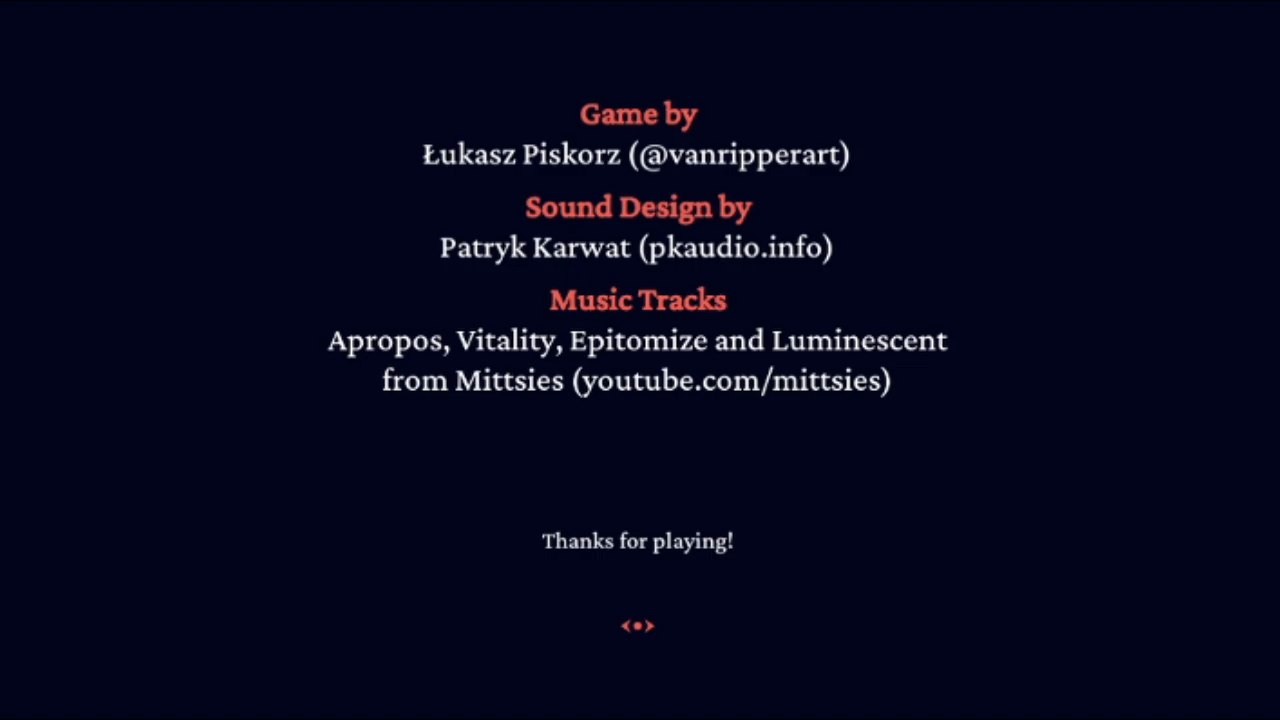 Game by
Łukasz Piskorz (@vanripperart)
Sound Design by
Patryk Karwat (pkaudio.info)
Music Tracks
Apropos, Vitality, Epitomize and Luminescent
from Mittsies (youtube.com/mittsies)
Thanks for playing!